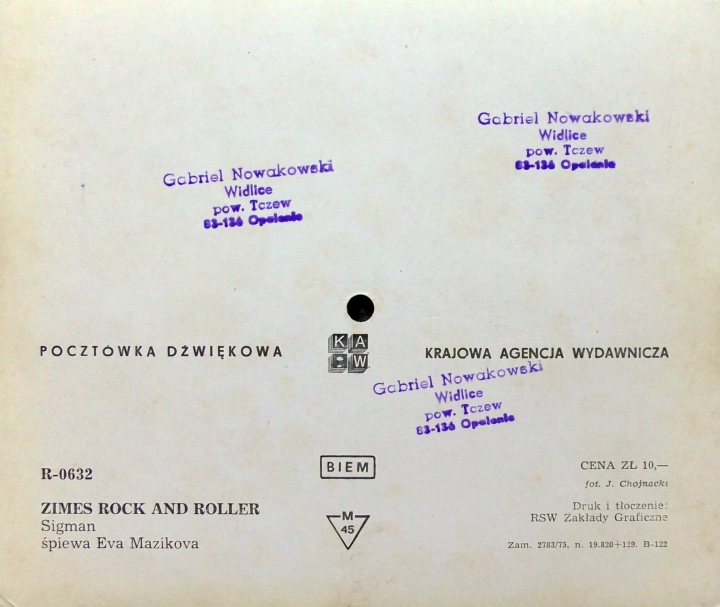 Gabriel Nowakowski
Widlice
pow. Tczew
83-136 Opalenie
Gabriel Nowakowski
Widlice
pow. Tczew
83-136 Opalenie
POCZTÓWKA DŹWIĘKOWA
KAW
KRAJOWA AGENCJA WYDAWNICZA
Gabriel Nowakowski
Widlice
pow. Tczew
83-136 Opalenie
R-0632
ZIMES ROCK AND ROLLER
Sigman
śpiewa Eva Mazikova
BIEM
M
45
CENA ZŁ 10,—
fot. J. Chojnacki
Druk i tłoczenie:
RSW Zakłady Graficzne
Zam. 2783/75, n. 19.820+129. B-122